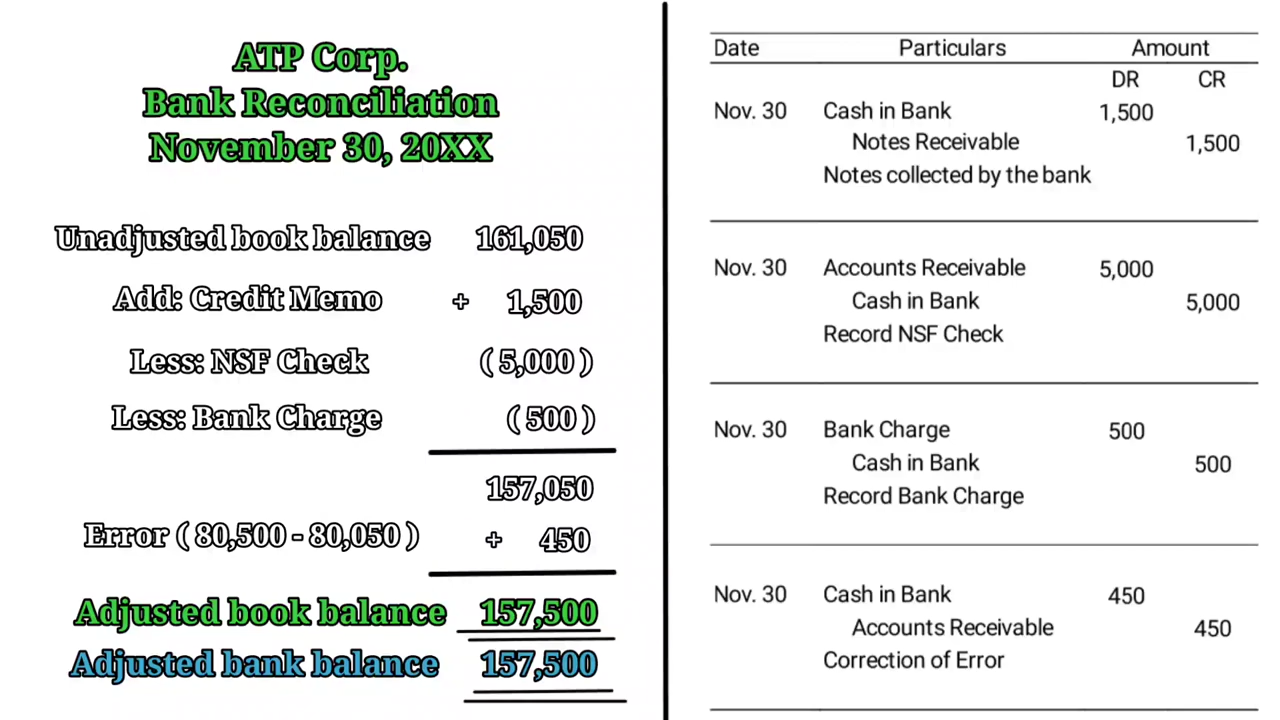 ATP Corp.
Bank Reconciliation
November 30, 20XX
Unadjusted book balance 161,050
Add: Credit Memo + 1,500
Less: NSF Check ( 5,000 )
Less: Bank Charge ( 500 )
157,050
Error ( 80,500 - 80,050 ) + 450
Adjusted book balance 157,500
Adjusted bank balance 157,500
Date Particulars Amount
DR CR
Nov. 30 Cash in Bank 1,500
Notes Receivable 1,500
Notes collected by the bank
Nov. 30 Accounts Receivable 5,000
Cash in Bank 5,000
Record NSF Check
Nov. 30 Bank Charge 500
Cash in Bank 500
Record Bank Charge
Nov. 30 Cash in Bank 450
Accounts Receivable 450
Correction of Error